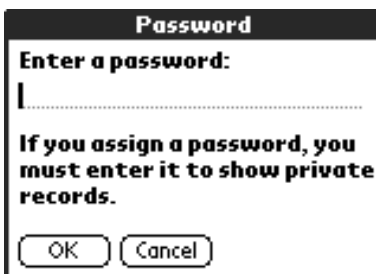 Password
Enter a password:
If you assign a password, you
must enter it to show private
records.
OK Cancel